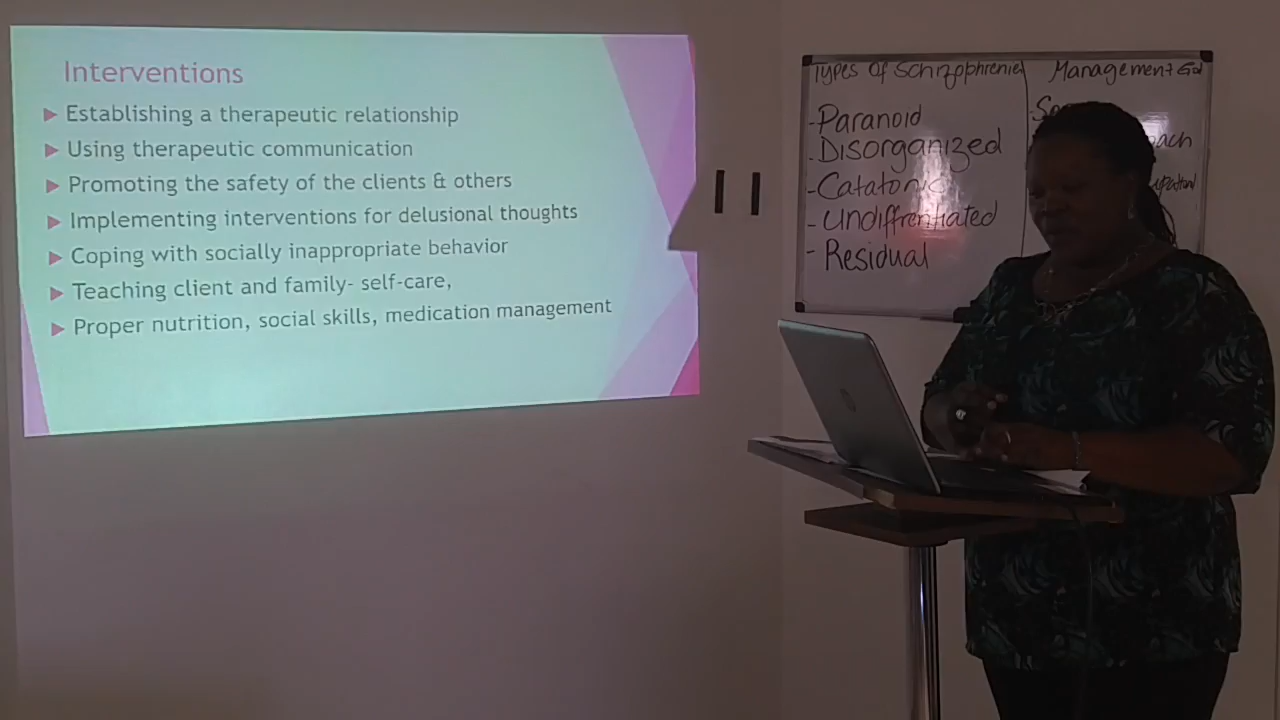 Interventions
Establishing a therapeutic relationship
Using therapeutic communication
Promoting the safety of the clients & others
Implementing interventions for delusional thoughts
Coping with socially inappropriate behavior
Teaching client and family- self-care,
Proper nutrition, social skills, medication management
Types of Schizophrenia
- Paranoid
- Disorganized
- Catatonic
- Undiffrentiated
- Residual
Management